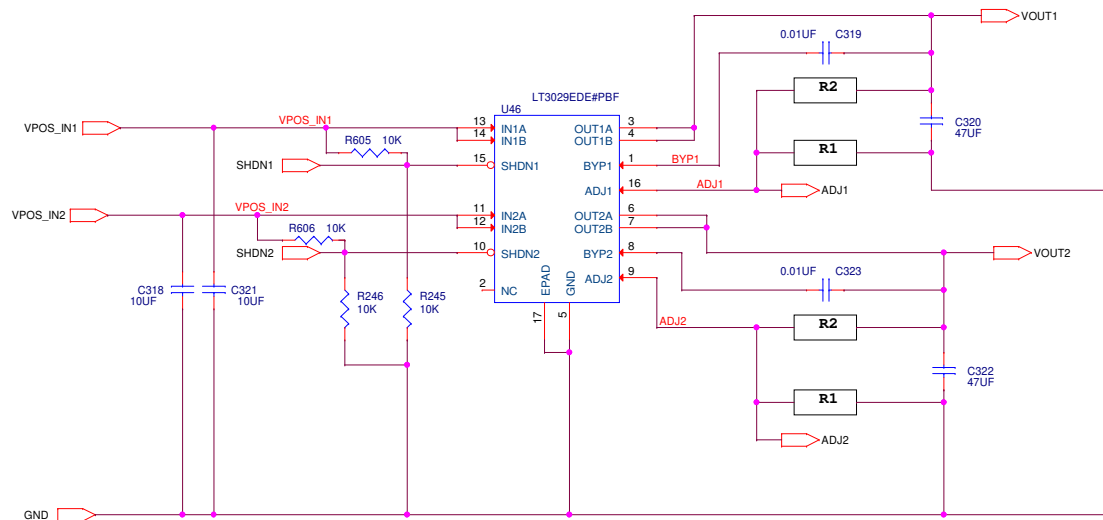 VOUT1
0.01UF C319
R2
LT3029EDE#PBF
U46
C320
47UF
VPOS_IN1
VPOS_IN1
13 IN1A OUT1A 3
14 IN1B OUT1B 4
R605 10K
R1
SHDN1
15 SHDN1 BYP1 1 BYP1
ADJ1 16 ADJ1
ADJ1
VPOS_IN2
VPOS_IN2
11 IN2A OUT2A 6
12 IN2B OUT2B 7
R606 10K
SHDN2
10 SHDN2 BYP2 8
VOUT2
0.01UF C323
ADJ2 9
2 NC EPAD GND
C318
10UF
C321
10UF
R246
10K
R245
10K
17 5
ADJ2
R2
C322
47UF
R1
ADJ2
GND